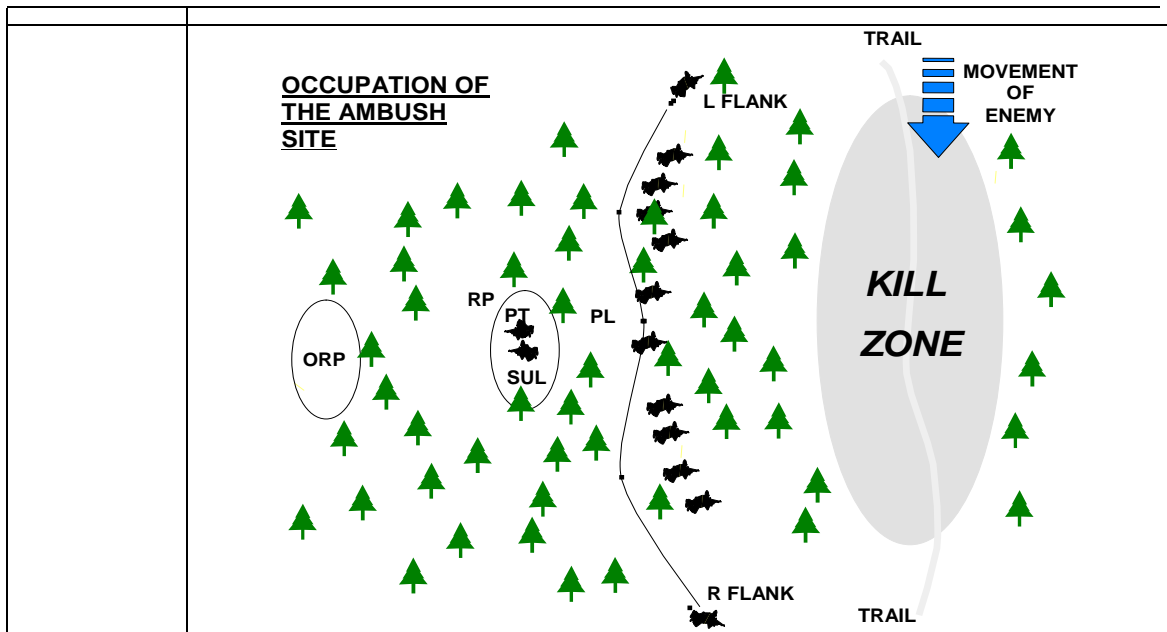 OCCUPATION OF
THE AMBUSH
SITE
TRAIL
MOVEMENT
OF
ENEMY
L FLANK
KILL
ZONE
RP
PT
PL
ORP
SUL
R FLANK
TRAIL